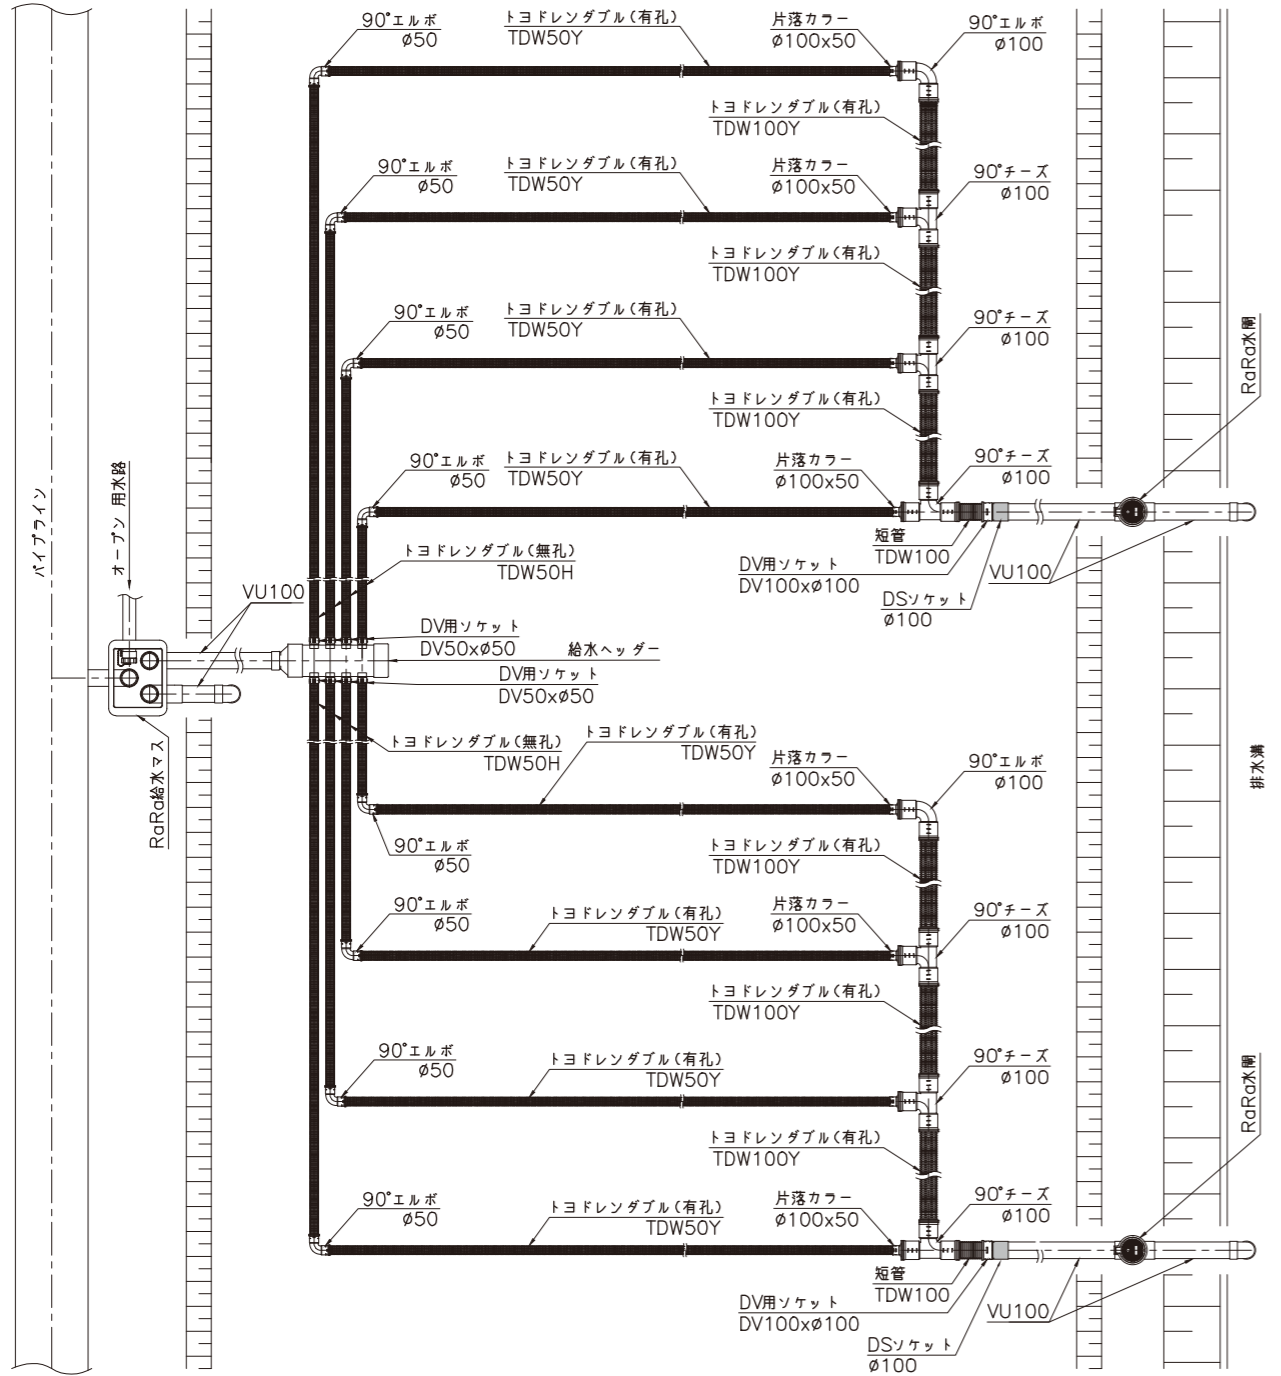 90°エルボ
ø50
トヨドレンダブル(有孔)
TDW50Y
片落カラー
ø100x50
90°エルボ
ø100
トヨドレンダブル(有孔)
TDW100Y
90°エルボ
ø50
トヨドレンダブル(有孔)
TDW50Y
片落カラー
ø100x50
90°チーズ
ø100
トヨドレンダブル(有孔)
TDW100Y
90°エルボ
ø50
トヨドレンダブル(有孔)
TDW50Y
90°チーズ
ø100
RaRa水閘
トヨドレンダブル(有孔)
TDW100Y
90°エルボ
ø50
トヨドレンダブル(有孔)
TDW50Y
片落カラー
ø100x50
90°チーズ
ø100
パイプライン
オープン 用水路
短管
TDW100
トヨドレンダブル(無孔)
TDW50H
DV用ソケット
DV100xø100
VU100
VU100
DSソケット
ø100
DV用ソケット
DV50xø50
給水ヘッダー
DV用ソケット
DV50xø50
RaRa給水マス
トヨドレンダブル(無孔)
TDW50H
トヨドレンダブル(有孔)
TDW50Y
片落カラー
ø100x50
90°エルボ
ø100
排水溝
90°エルボ
ø50
トヨドレンダブル(有孔)
TDW100Y
90°エルボ
ø50
トヨドレンダブル(有孔)
TDW50Y
片落カラー
ø100x50
90°チーズ
ø100
トヨドレンダブル(有孔)
TDW100Y
90°エルボ
ø50
トヨドレンダブル(有孔)
TDW50Y
90°チーズ
ø100
RaRa水閘
トヨドレンダブル(有孔)
TDW100Y
90°エルボ
ø50
トヨドレンダブル(有孔)
TDW50Y
片落カラー
ø100x50
90°チーズ
ø100
短管
TDW100
DV用ソケット
DV100xø100
VU100
DSソケット
ø100